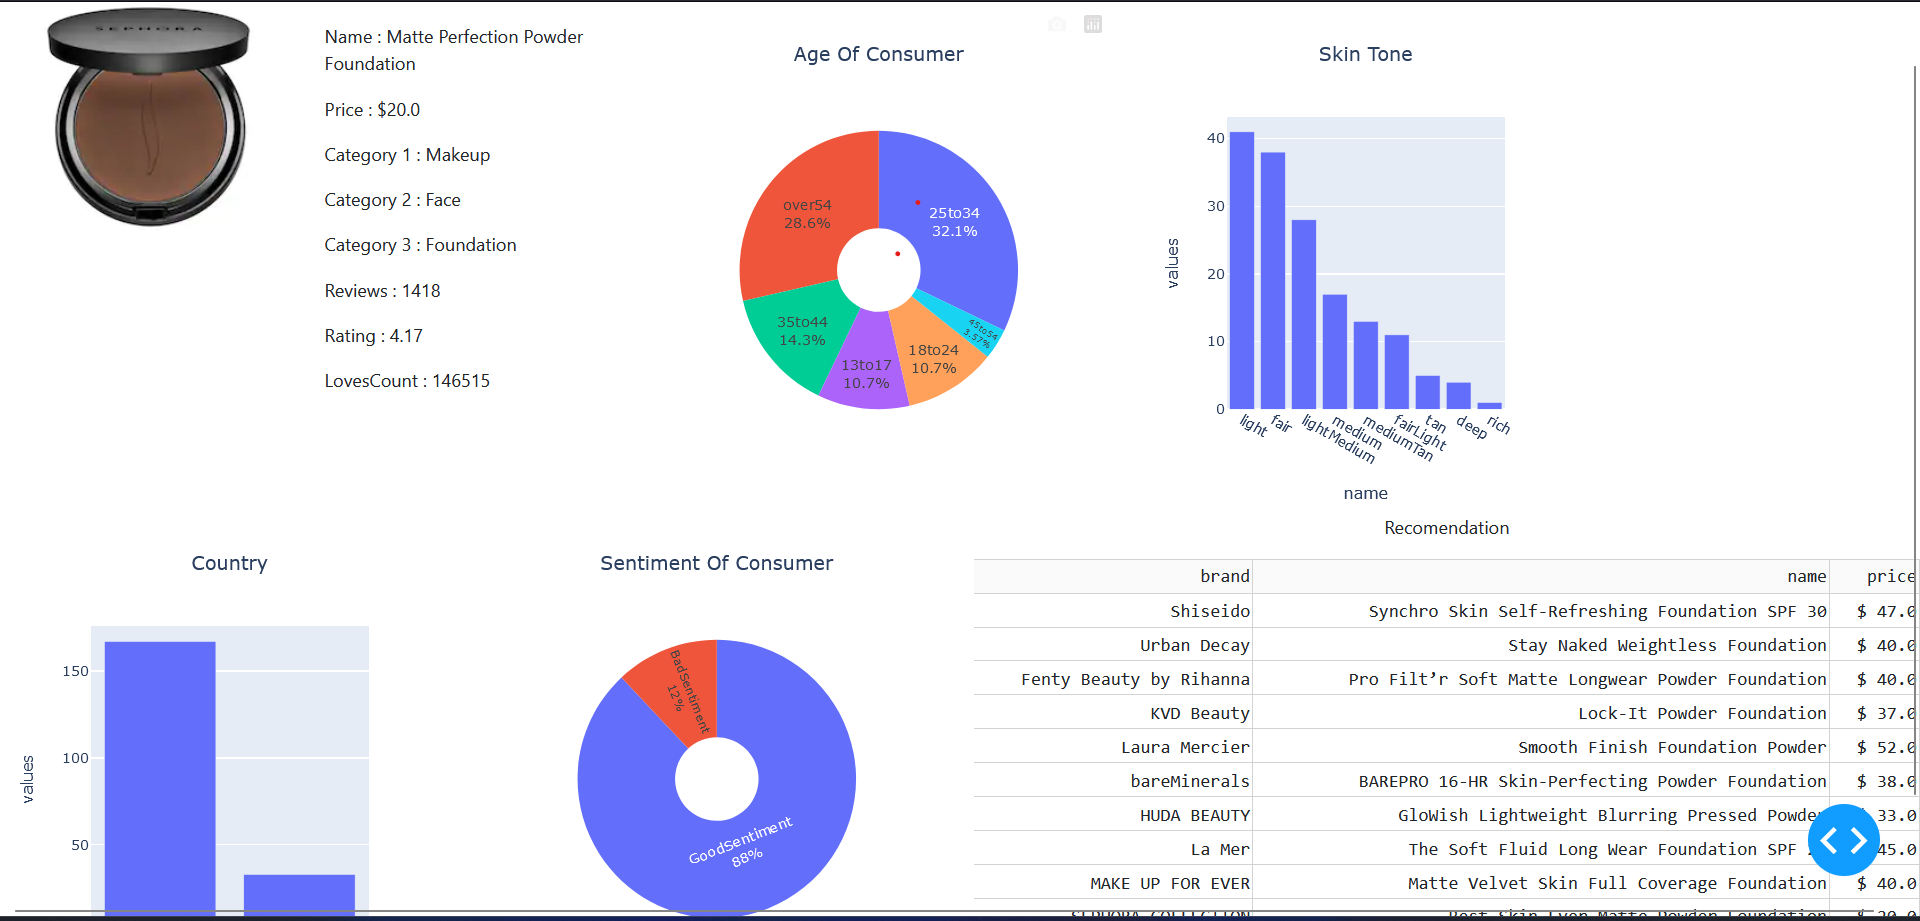 SEPHORA
Name : Matte Perfection Powder
Foundation
Price : $20.0
Category 1 : Makeup
Category 2 : Face
Category 3 : Foundation
Reviews : 1418
Rating : 4.17
LovesCount : 146515
Age Of Consumer
over54
28.6%
25to34
32.1%
35to44
14.3%
13to17
10.7%
18to24
10.7%
45to54
3.57%
Skin Tone
values
40
30
20
10
0
light
fair
lightMedium
medium
mediumTan
fairLight
tan
deep
rich
name
Country
values
150
100
50
Sentiment Of Consumer
BadSentiment
12%
GoodSentiment
88%
Recomendation
brand name price
Shiseido Synchro Skin Self-Refreshing Foundation SPF 30 $ 47.0
Urban Decay Stay Naked Weightless Foundation $ 40.0
Fenty Beauty by Rihanna Pro Filt’r Soft Matte Longwear Powder Foundation $ 40.0
KVD Beauty Lock-It Powder Foundation $ 37.0
Laura Mercier Smooth Finish Foundation Powder $ 52.0
bareMinerals BAREPRO 16-HR Skin-Perfecting Powder Foundation $ 38.0
HUDA BEAUTY GloWish Lightweight Blurring Pressed Powde 33.0
La Mer The Soft Fluid Long Wear Foundation SPF 45.0
MAKE UP FOR EVER Matte Velvet Skin Full Coverage Foundation $ 40.0